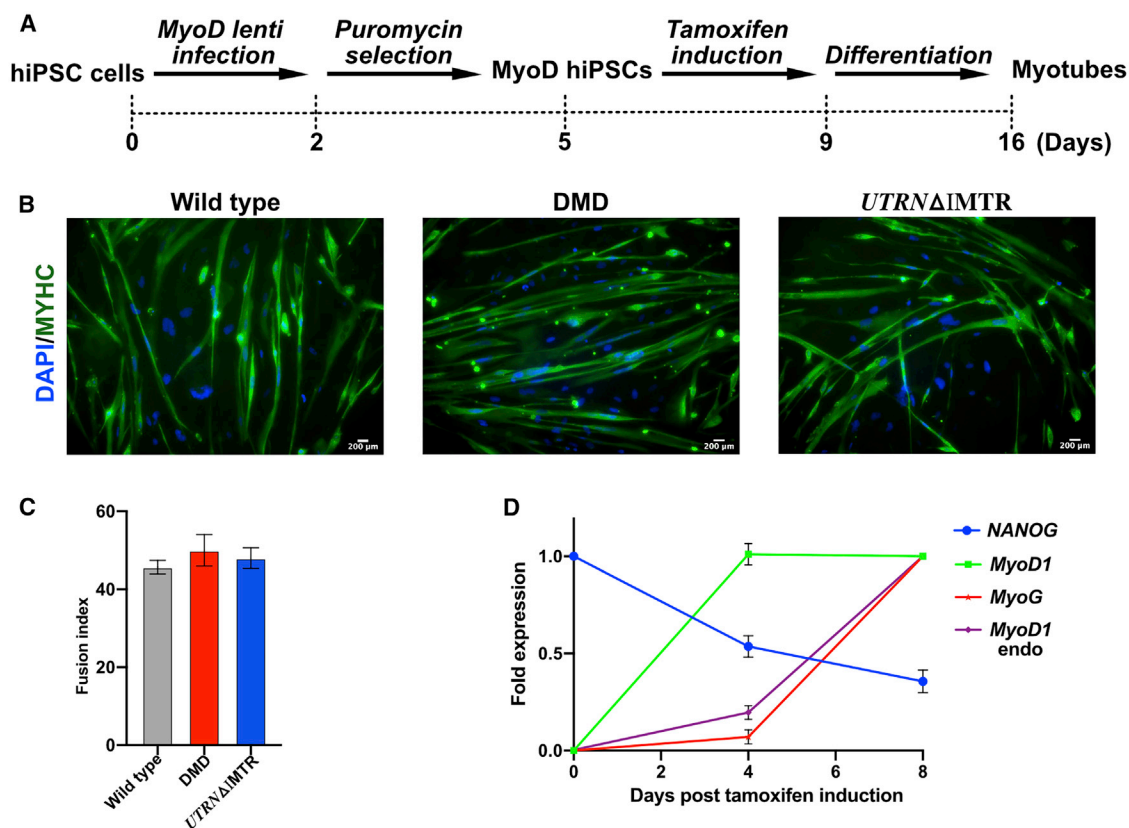 A
MyoD lenti
infection
Puromycin
selection
Tamoxifen
induction
Differentiation
hiPSC cells
MyoD hiPSCs
Myotubes
0
2
5
9
16 (Days)
B
Wild type
DMD
UTRNΔIMTR
DAPI/MYHC
200 µm
200 µm
200 µm
C
Fusion index
60
40
20
0
Wild type
DMD
UTRNΔIMTR
D
Fold expression
1.0
0.5
0.0
0
2
4
6
8
Days post tamoxifen induction
NANOG
MyoD1
MyoG
MyoD1
endo